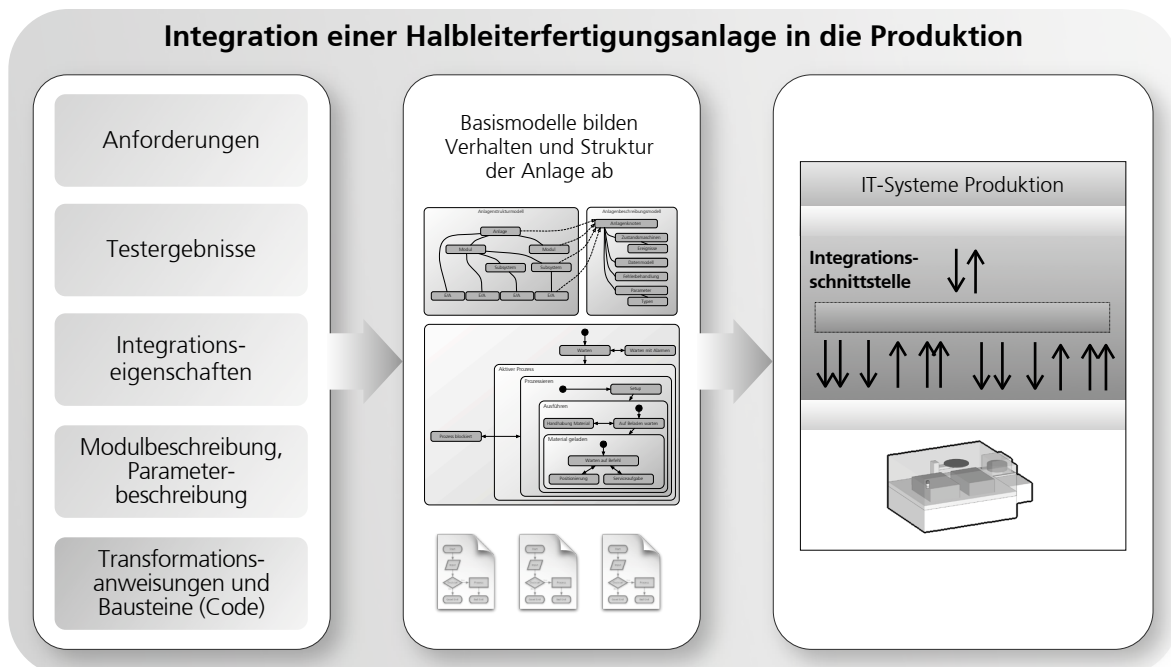 Integration einer Halbleiterfertigungsanlage in die Produktion
Anforderungen
Testergebnisse
Integrations-
eigenschaften
Modulbeschreibung,
Parameter-
beschreibung
Transformations-
anweisungen und
Bausteine (Code)
Basismodelle bilden
Verhalten und Struktur
der Anlage ab
Anlagenstrukturmodell
Anlage
Modul
Modul
Subsystem
Subsystem
E/A
E/A
E/A
E/A
Anlagenbeschreibungsmodell
Anlagenknoten
Zustandsmaschinen
Ereignisse
Datenmodell
Fehlerbehandlung
Parameter
Types
Warten
Warten mit Alarmen
Aktiver Prozess
Prozessieren
Setup
Ausführen
Handhabung Material
Auf Beladen warten
Prozess blockiert
Material geladen
Warten auf Befehl
Positionierung
Serviceaufgabe
IT-Systeme Produktion
Integrations-
schnittstelle